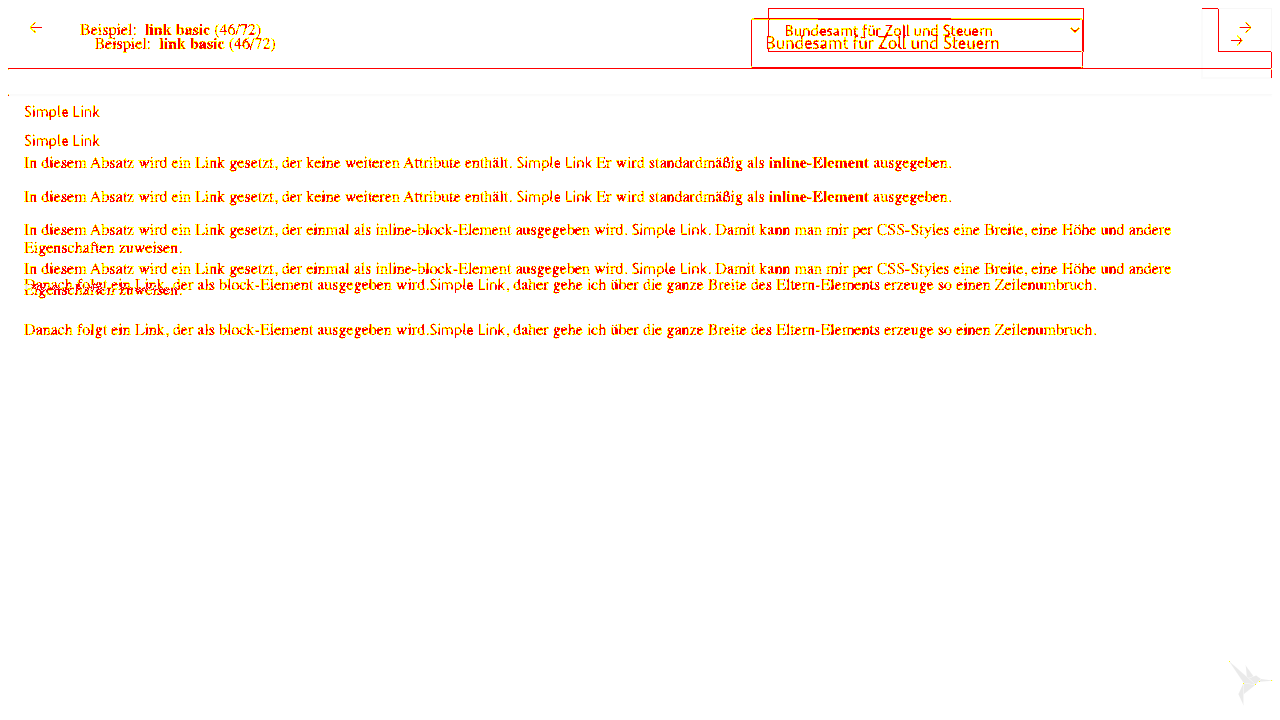 Beispiel: link basic (46/72)
Beispiel: link basic (46/72)
Bundesamt für Zoll und Steuern
Bundesamt für Zoll und Steuern
Simple Link
Simple Link
In diesem Absatz wird ein Link gesetzt, der keine weiteren Attribute enthält. Simple Link Er wird standardmäßig als inline-Element ausgegeben.
In diesem Absatz wird ein Link gesetzt, der keine weiteren Attribute enthält. Simple Link Er wird standardmäßig als inline-Element ausgegeben.
In diesem Absatz wird ein Link gesetzt, der einmal als inline-block-Element ausgegeben wird. Simple Link. Damit kann man mir per CSS-Styles eine Breite, eine Höhe und andere
Eigenschaften zuweisen.
In diesem Absatz wird ein Link gesetzt, der einmal als inline-block-Element ausgegeben wird. Simple Link. Damit kann man mir per CSS-Styles eine Breite, eine Höhe und andere
Danach folgt ein Link, der als block-Element ausgegeben wird.Simple Link, daher gehe ich über die ganze Breite des Eltern-Elements erzeuge so einen Zeilenumbruch.
Eigenschaften zuweisen.
Danach folgt ein Link, der als block-Element ausgegeben wird.Simple Link, daher gehe ich über die ganze Breite des Eltern-Elements erzeuge so einen Zeilenumbruch.